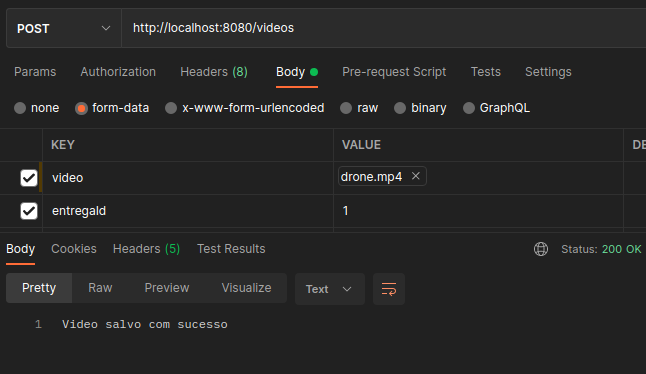 POST http://localhost:8080/videos
Params Authorization Headers (8) Body Pre-request Script Tests Settings
none form-data x-www-form-urlencoded raw binary GraphQL
KEY VALUE DE
video drone.mp4
entregaId 1
Body Cookies Headers (5) Test Results Status: 200 OK
Pretty Raw Preview Visualize Text
1 Video salvo com sucesso